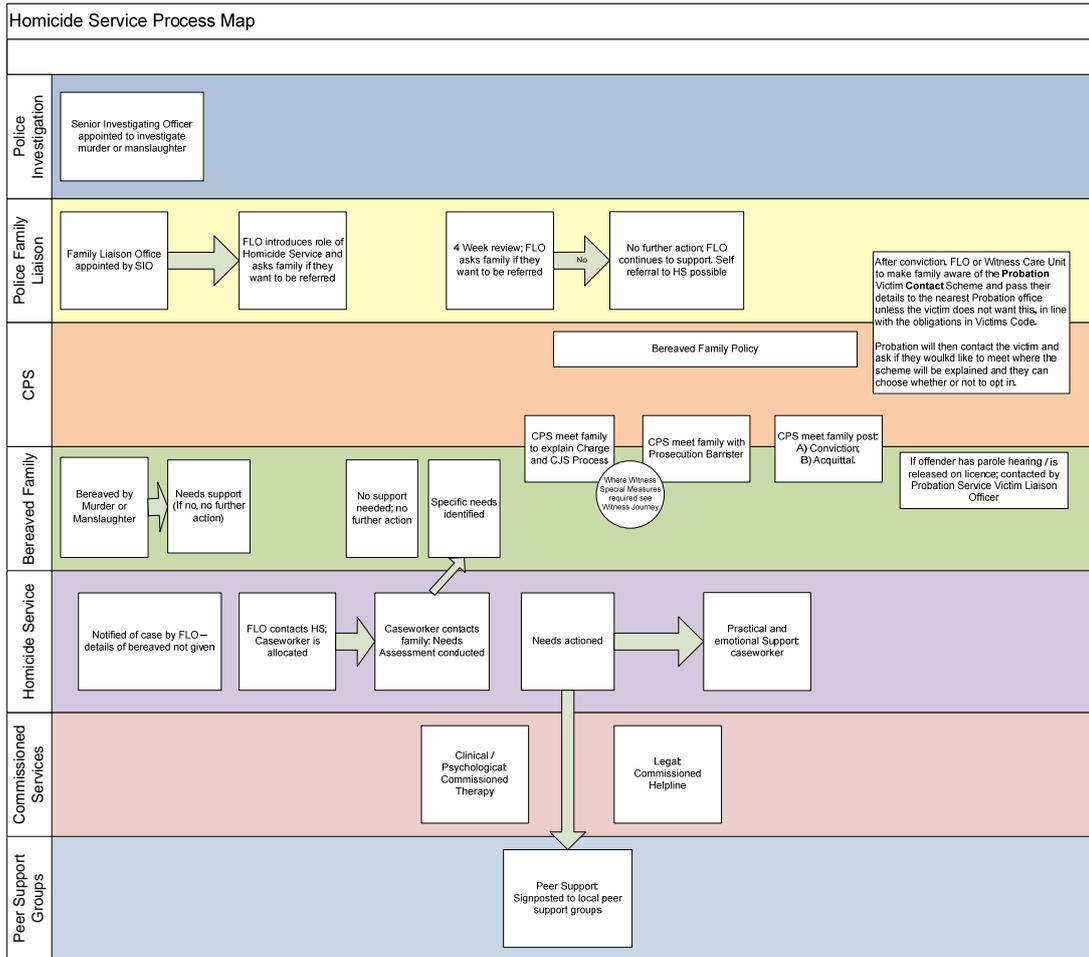 Homicide Service Process Map
Police
Investigation
Senior Investigating Officer
appointed to investigate
murder or manslaughter
Police Family
Liaison
Family Liaison Office
appointed by SIO
FLO introduces role of
Homicide Service and
asks family if they
want to be referred
4 Week review; FLO
asks family if they
want to be referred
No
No further action; FLO
continues to support. Self
referral to HS possible
After conviction, FLO or Witness Care Unit
to make family aware of the Probation
Victim Contact Scheme and pass their
details to the nearest Probation office
unless the victim does not want this, in line
with the obligations in Victims Code.
Probation will then contact the victim and
ask if they woulkd like to meet where the
scheme will be explained and they can
choose whether or not to opt in.
CPS
Bereaved Family Policy
CPS meet family
to explain Charge
and CJS Process
CPS meet family with
Prosecution Barrister
CPS meet family post:
A) Conviction;
B) Acquittal.
Bereaved Family
Bereaved by
Murder or
Manslaughter
Needs support
(If no, no further
action)
No support
needed; no
further action
Specific needs
identified
Where Witness
Special Measures
required see
Witness Journey
If offender has parole hearing / is
released on licence; contacted by
Probation Service Victim Liaison
Officer
Homicide Service
Notified of case by FLO –
details of bereaved not given
FLO contacts HS;
Caseworker is
allocated
Caseworker contacts
family: Needs
Assessment conducted
Needs actioned
Practical and
emotional Support:
caseworker
Commissioned
Services
Clinical /
Psychological:
Commissioned
Therapy
Legal:
Commissioned
Helpline
Peer Support
Groups
Peer Support:
Signposted to local peer
support groups